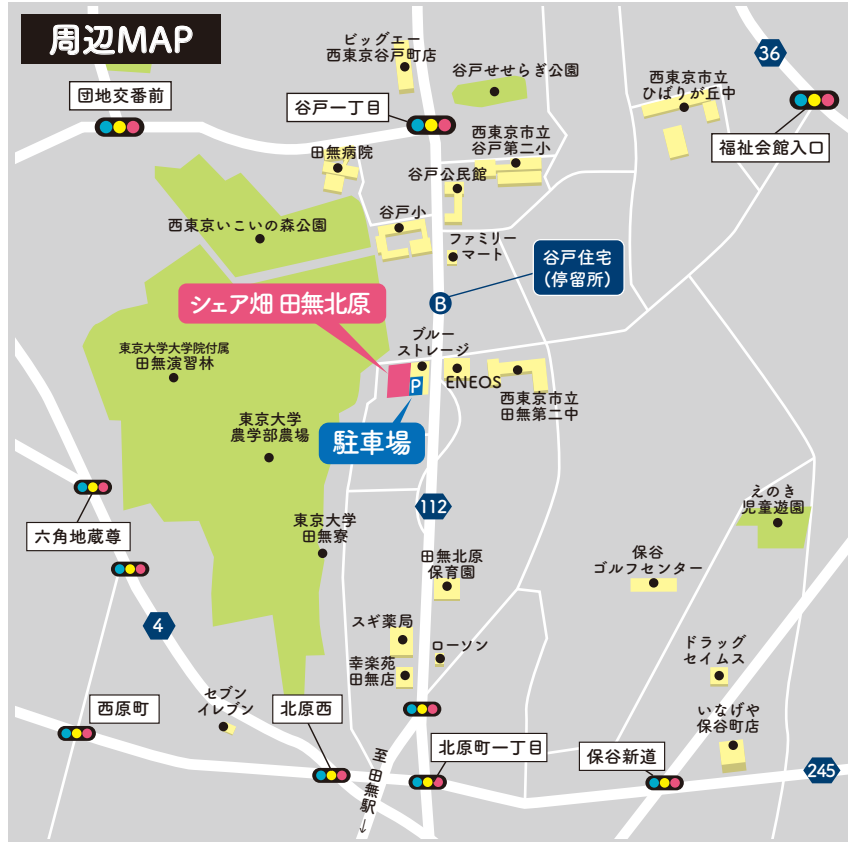 周辺MAP
ビッグエー
西東京谷戸町店
谷戸せせらぎ公園
36
西東京市立
ひばりが丘中
団地交番前
谷戸一丁目
福祉会館入口
田無病院
西東京市立
谷戸第二小
谷戸公民館
西東京いこいの森公園
谷戸小
ファミリー
マート
谷戸住宅
(停留所)
B
シェア畑 田無北原
ブルー
ストレージ
東京大学大学院付属
田無演習林
P
ENEOS
西東京市立
田無第二中
駐車場
東京大学
農学部農場
六角地蔵尊
112
えのき
児童遊園
東京大学
田無寮
田無北原
保育園
保谷
ゴルフセンター
4
スギ薬局
ローソン
幸楽苑
田無店
ドラッグ
セイムス
西原町
セブン
イレブン
北原西
いなげや
保谷町店
北原町一丁目
保谷新道
245
至田無駅
↓